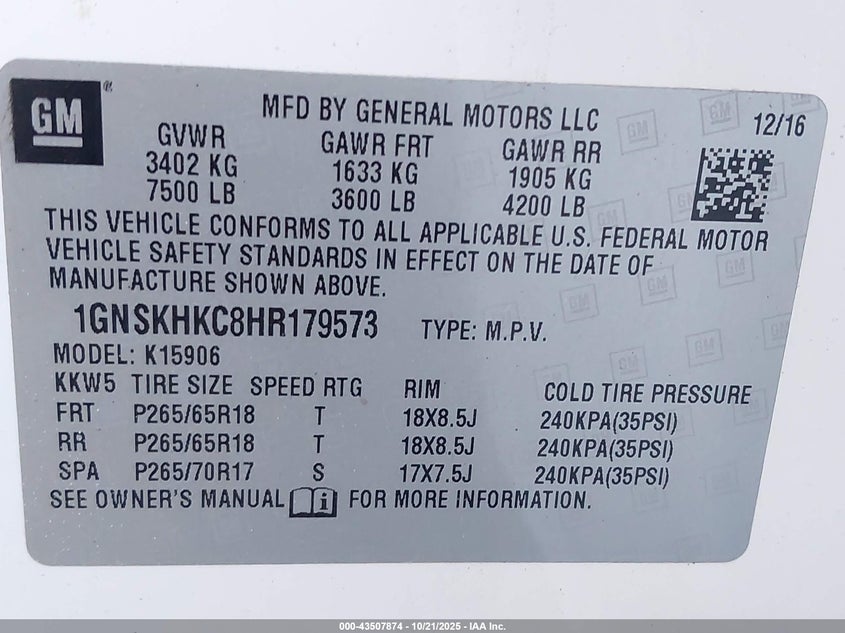 GM
MFD BY GENERAL MOTORS LLC
12/16
GVWR GAWR FRT GAWR RR
3402 KG 1633 KG 1905 KG
7500 LB 3600 LB 4200 LB
THIS VEHICLE CONFORMS TO ALL APPLICABLE U.S. FEDERAL MOTOR
VEHICLE SAFETY STANDARDS IN EFFECT ON THE DATE OF
MANUFACTURE SHOWN ABOVE.
1GNSKHKC8HR179573 TYPE: M.P.V.
MODEL: K15906
KKW5 TIRE SIZE SPEED RTG RIM COLD TIRE PRESSURE
FRT P265/65R18 T 18X8.5J 240KPA(35PSI)
RR P265/65R18 T 18X8.5J 240KPA(35PSI)
SPA P265/70R17 S 17X7.5J 240KPA(35PSI)
SEE OWNER'S MANUAL FOR MORE INFORMATION.
000-43507874 - 10/21/2025 - IAA Inc.